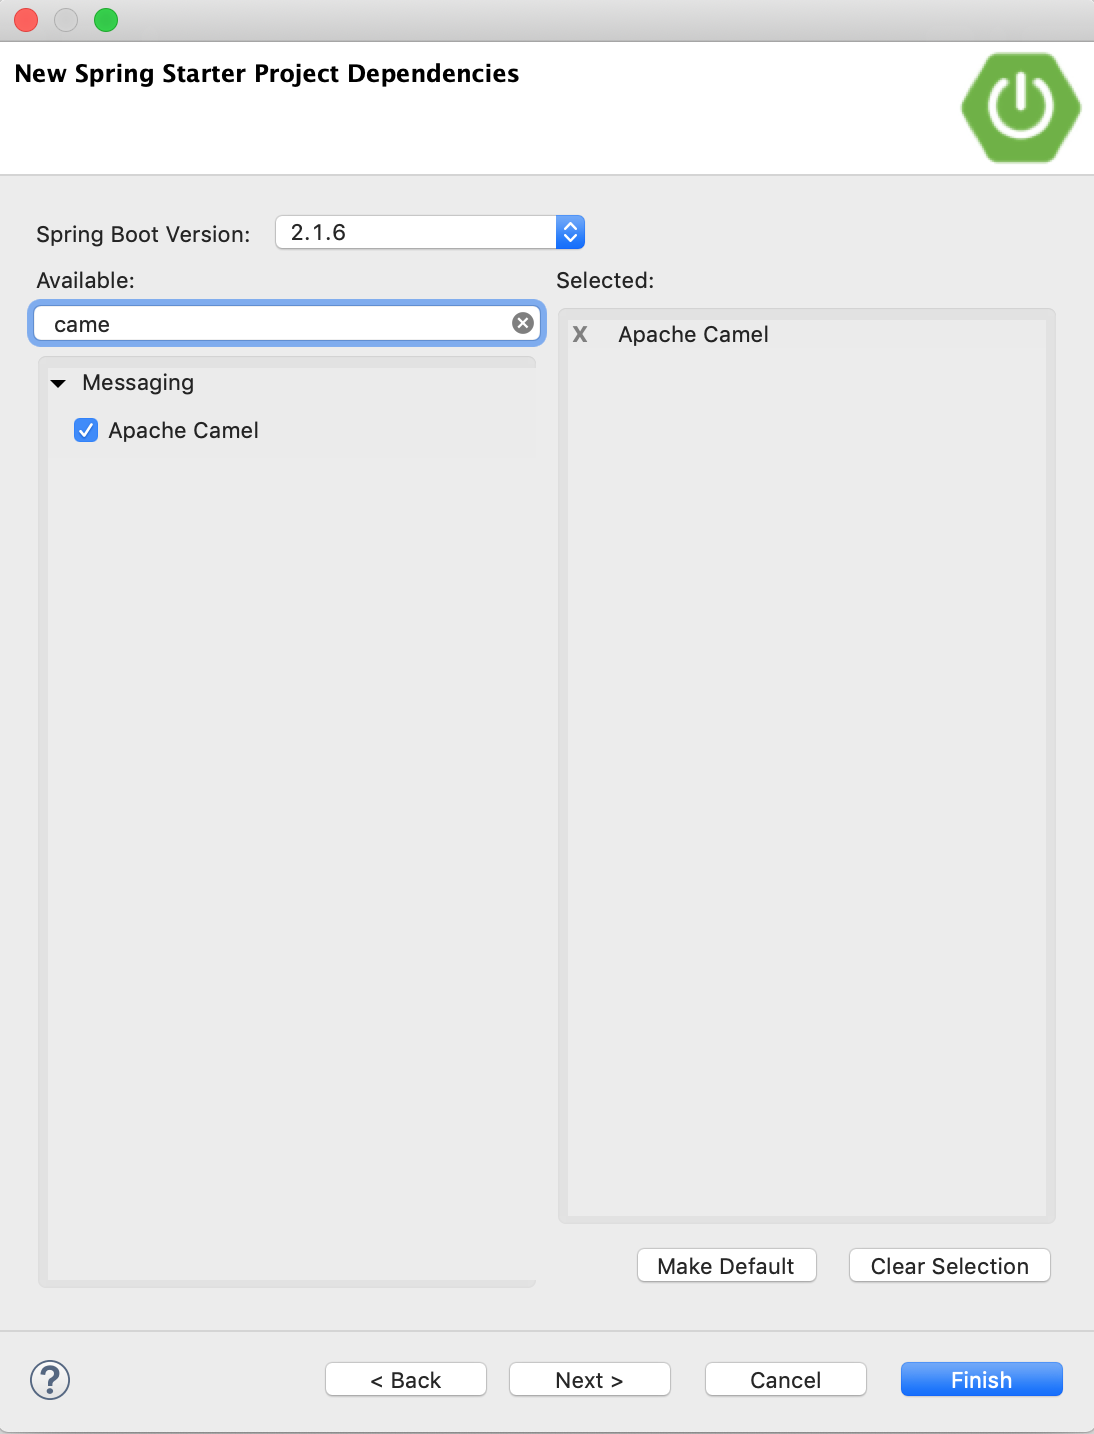 New Spring Starter Project Dependencies
Spring Boot Version: 2.1.6
Available:
came
Messaging
Apache Camel
Selected:
X Apache Camel
Make Default Clear Selection
? < Back Next > Cancel Finish